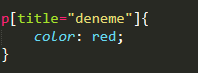 p[title="deneme"]{
    color: red;
}